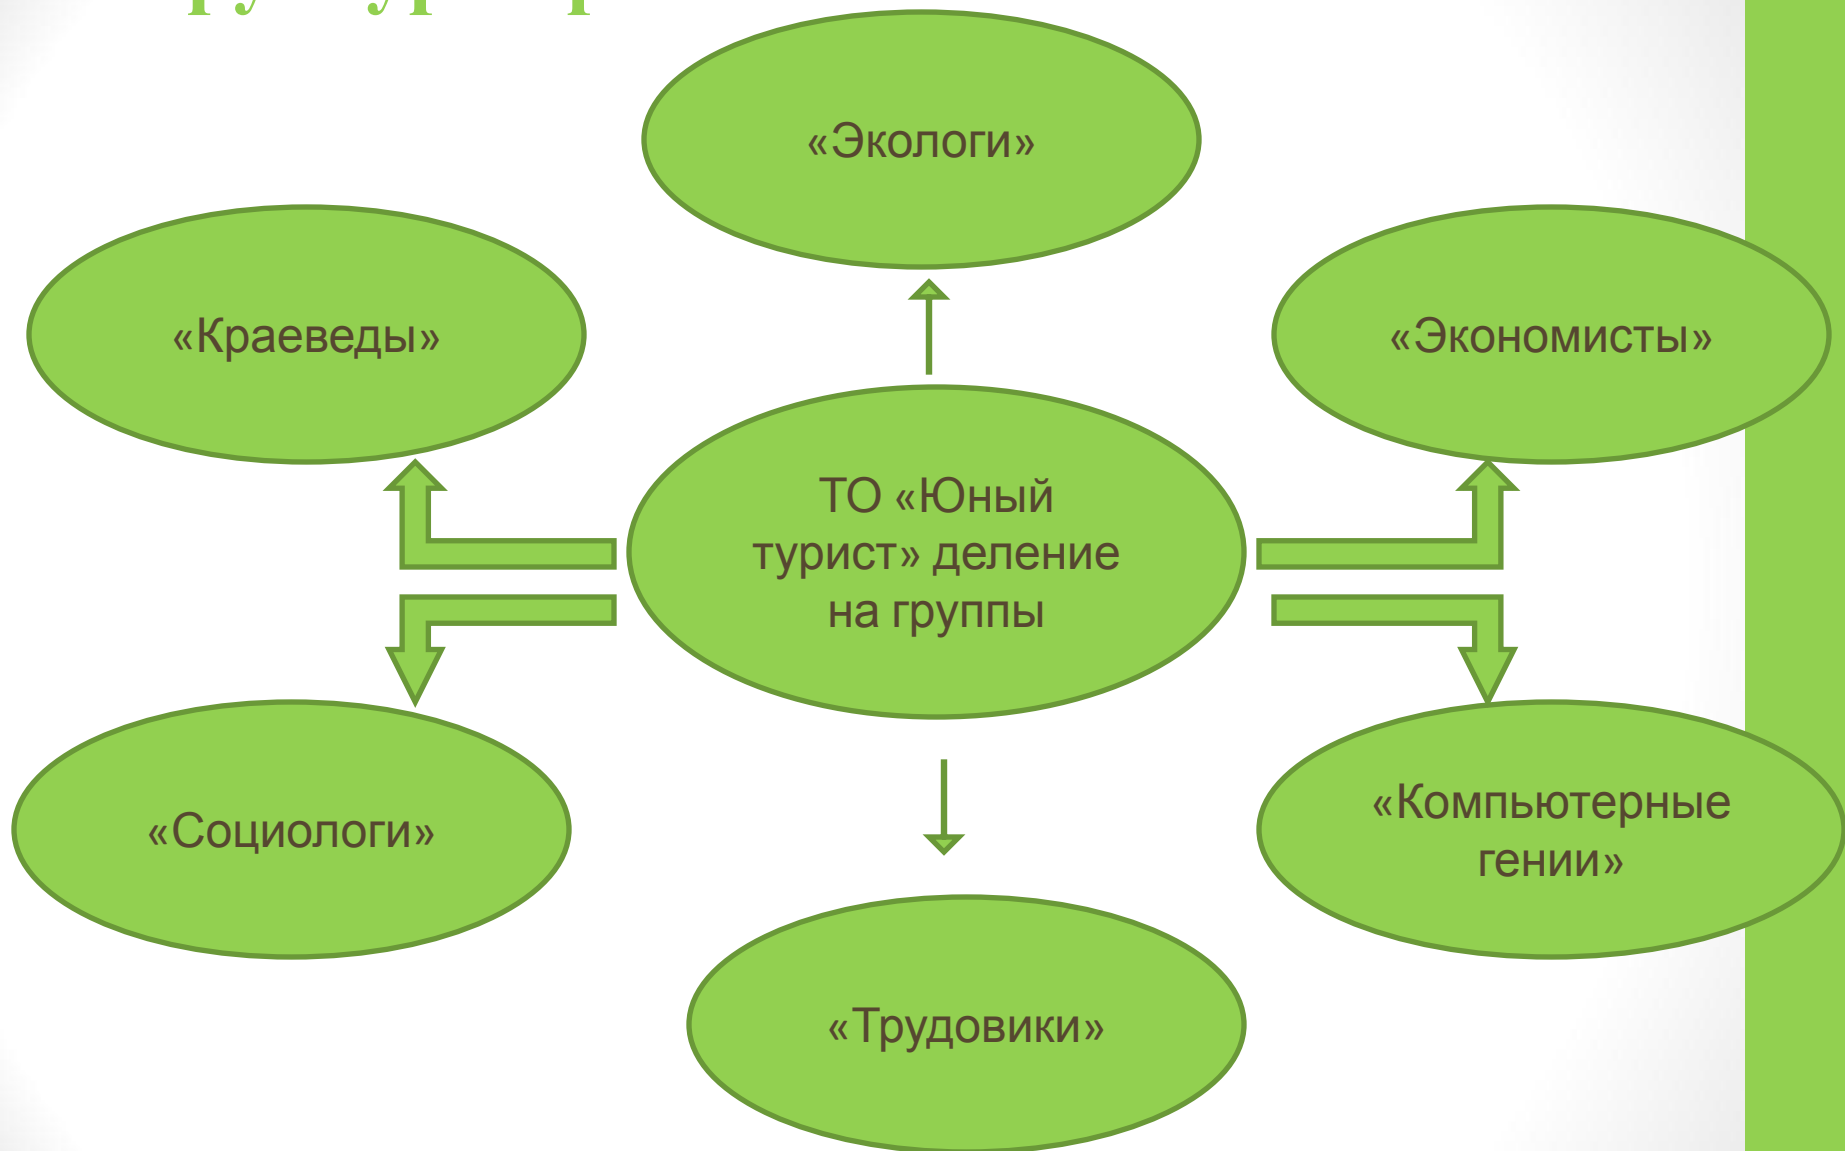 «Экологи»
«Краеведы»
«Экономисты»
ТО «Юный
турист» деление
на группы
«Социологи»
«Компьютерные
гении»
«Трудовики»